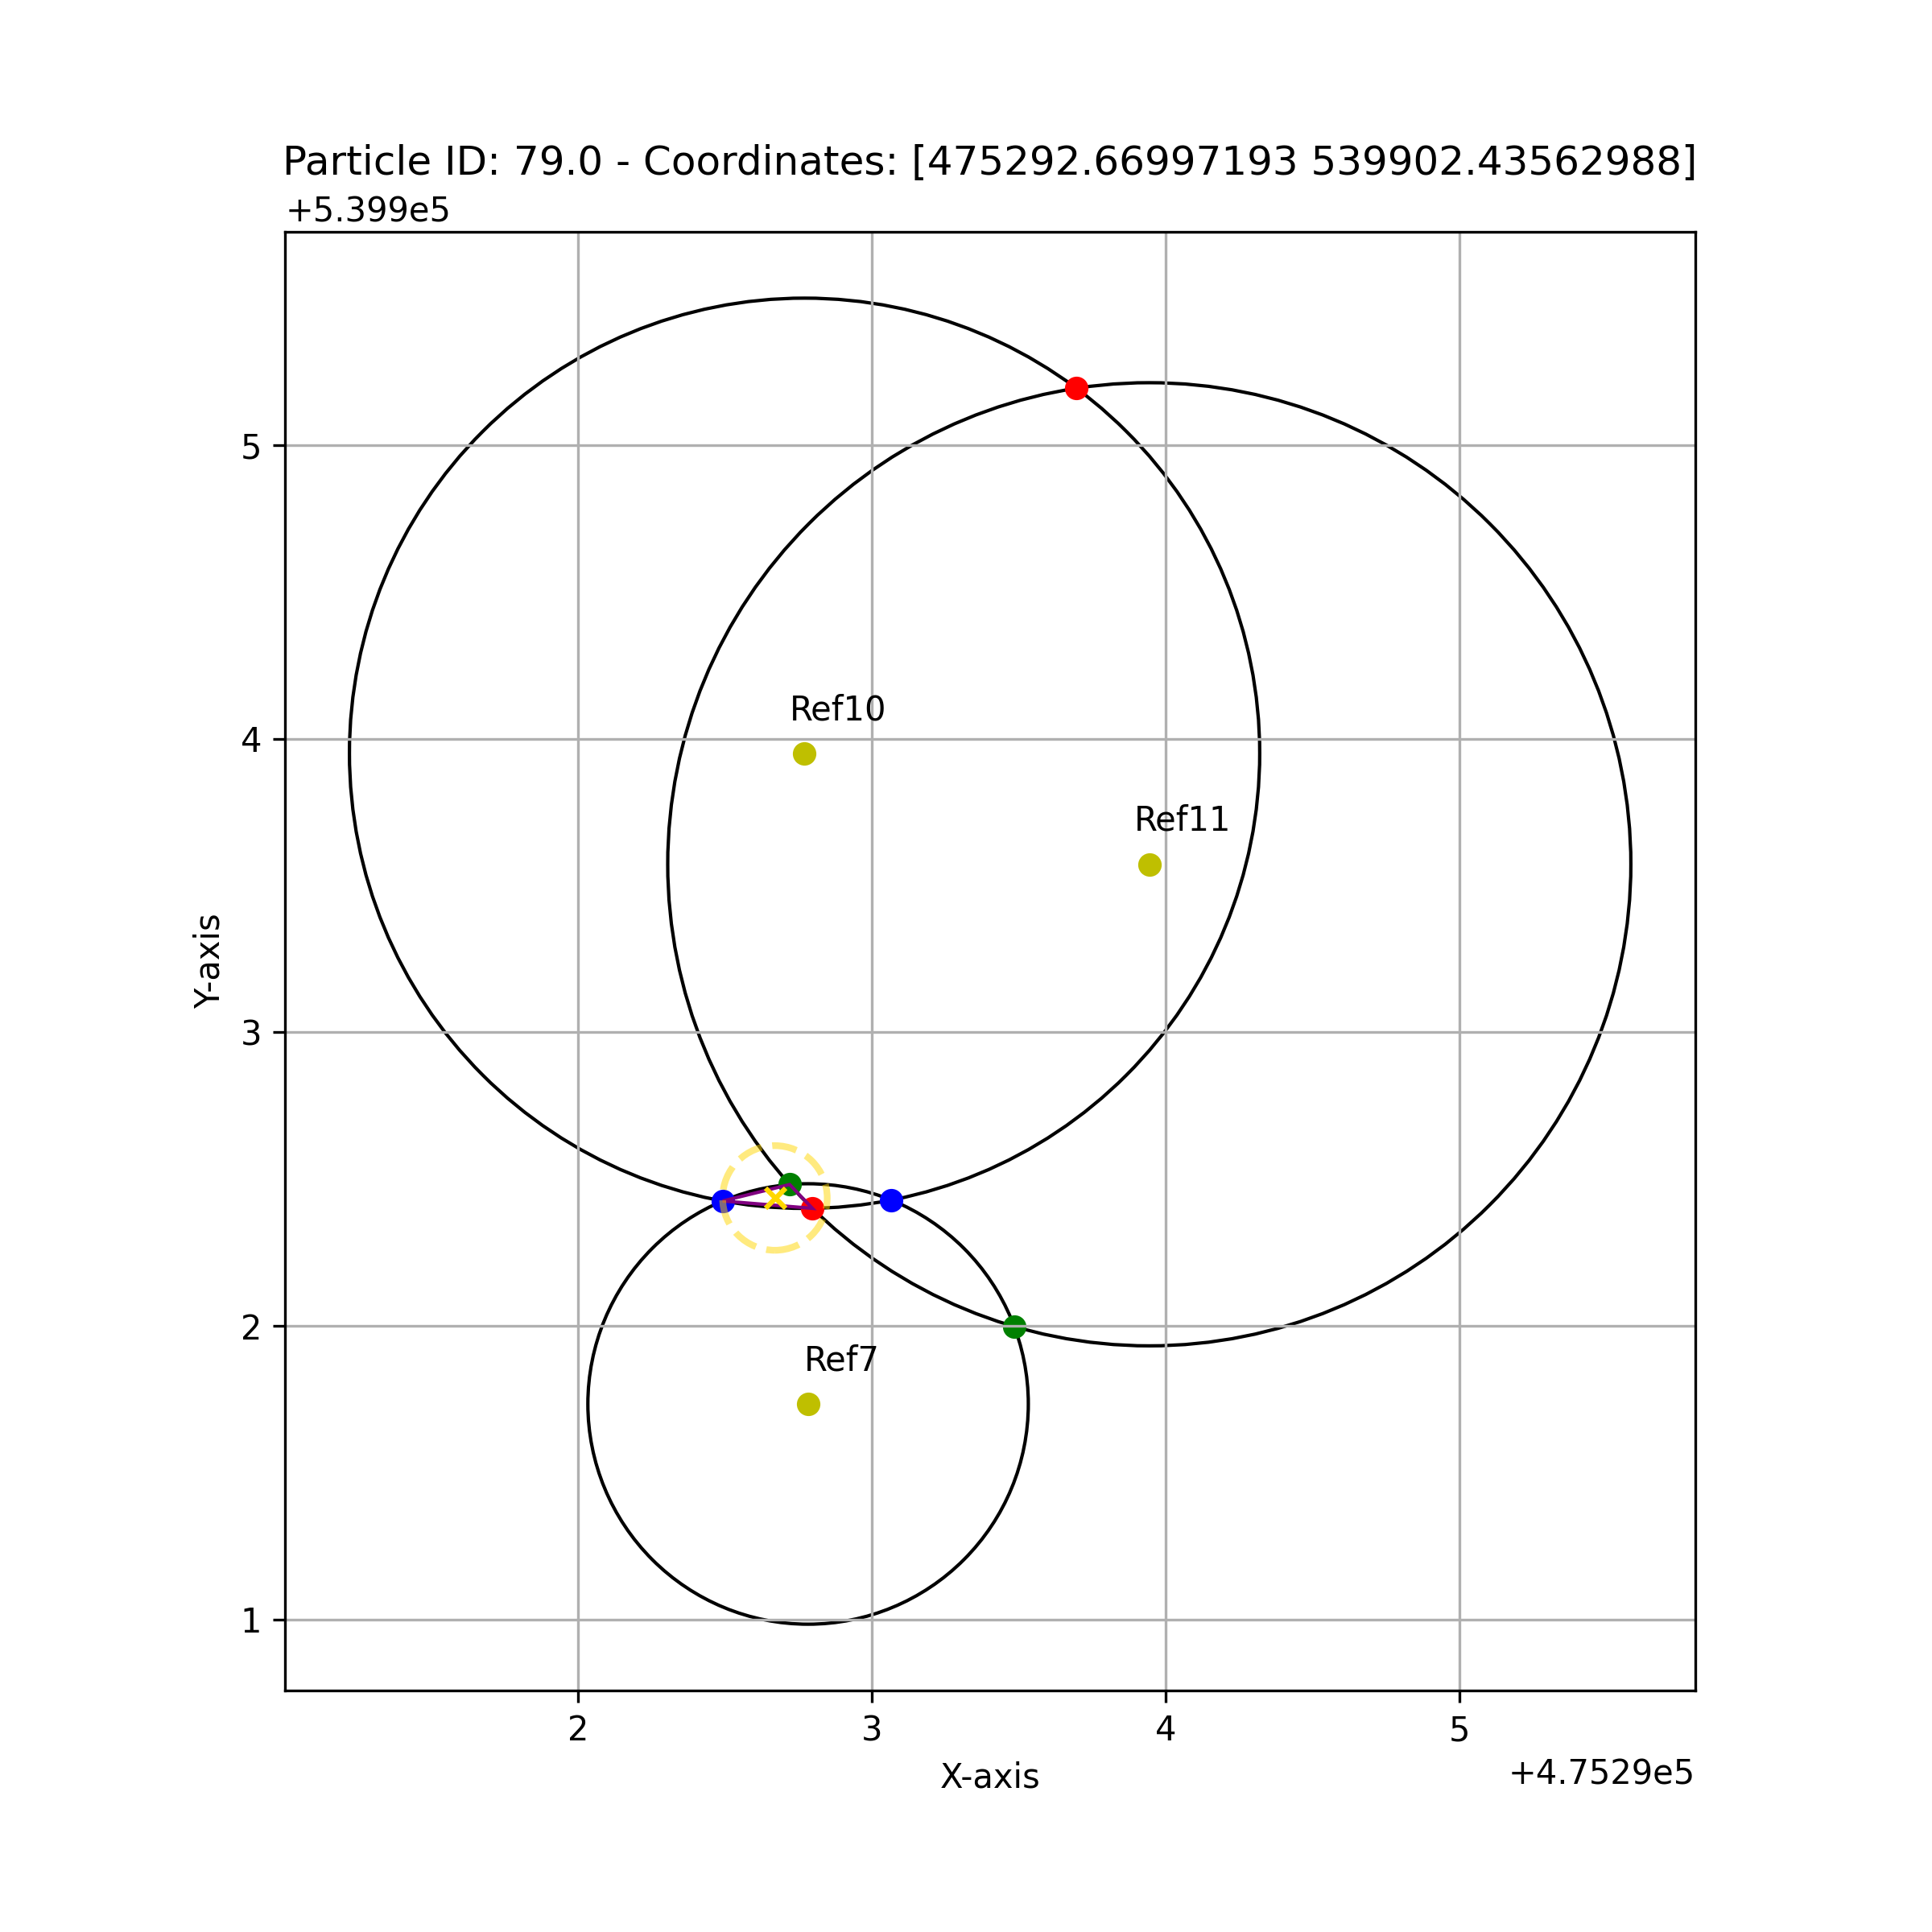 Particle ID: 79.0 - Coordinates: [475292.66997193 539902.43562988]
+5.399e5
5
4
3
2
1
Y-axis
Ref10
Ref11
Ref7
2 3 4 5
X-axis
+4.7529e5